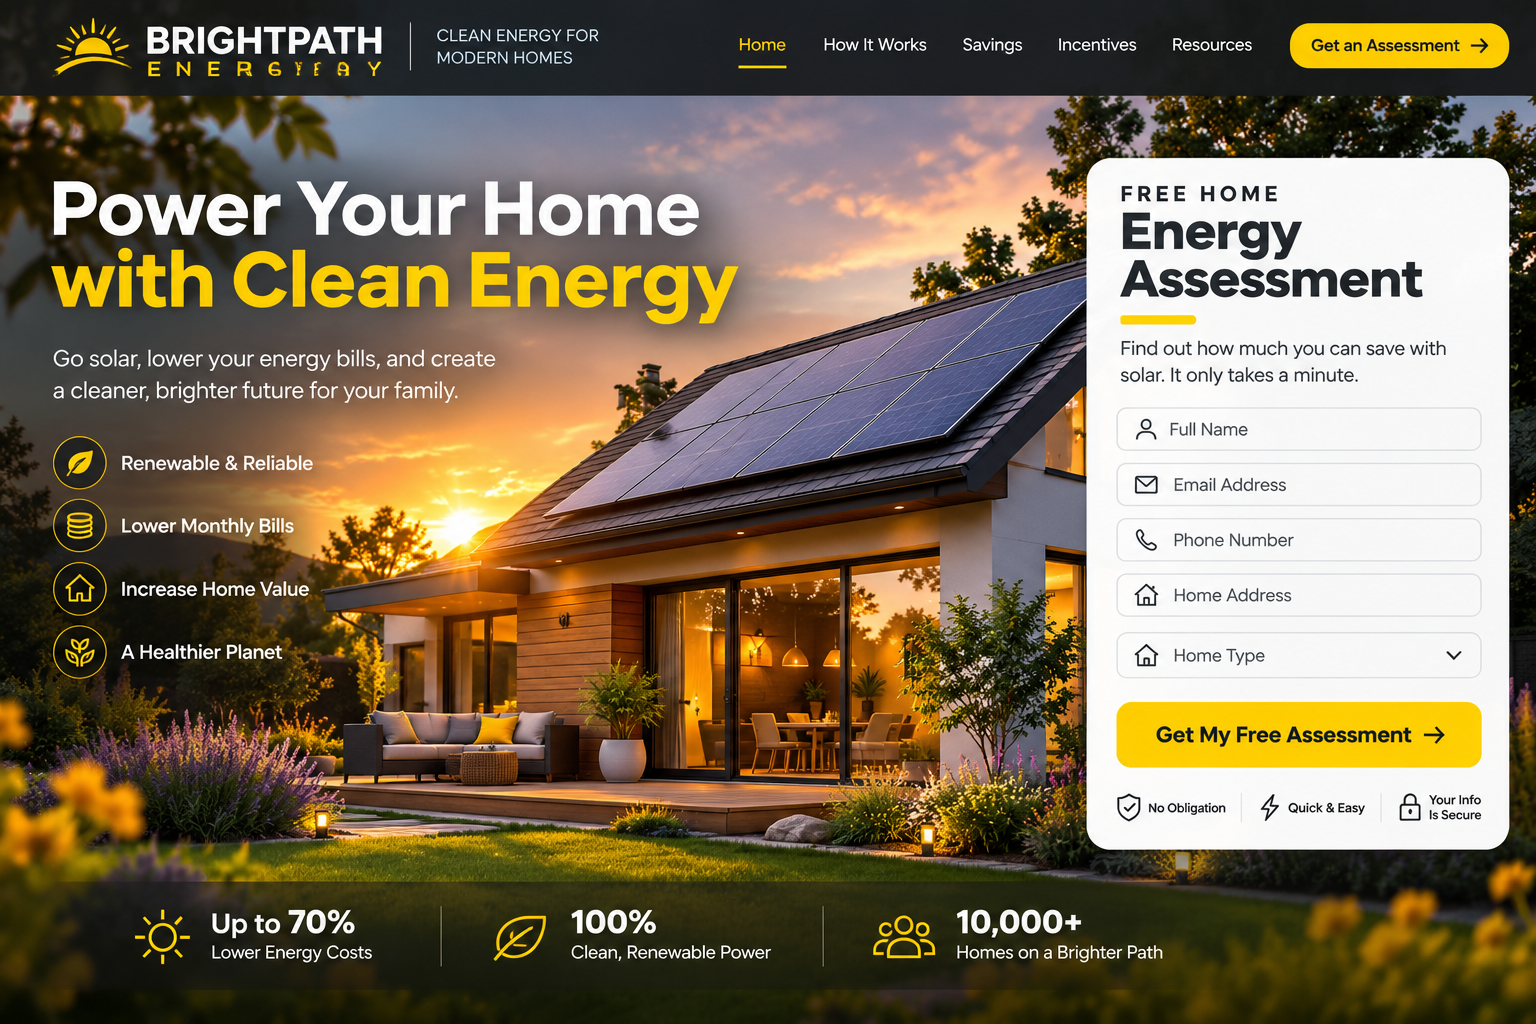 BRIGHTPATH
CLEAN ENERGY FOR
MODERN HOMES
Home
How It Works
Savings
Incentives
Resources
Get an Assessment
Power Your Home
with Clean Energy
Go solar, lower your energy bills, and create
a cleaner, brighter future for your family.
Renewable & Reliable
Lower Monthly Bills
Increase Home Value
A Healthier Planet
FREE HOME
Energy
Assessment
Find out how much you can save with
solar. It only takes a minute.
Full Name
Email Address
Phone Number
Home Address
Home Type
Get My Free Assessment
No Obligation
Quick & Easy
Your Info
Is Secure
Up to 70%
Lower Energy Costs
100%
Clean, Renewable Power
10,000+
Homes on a Brighter Path